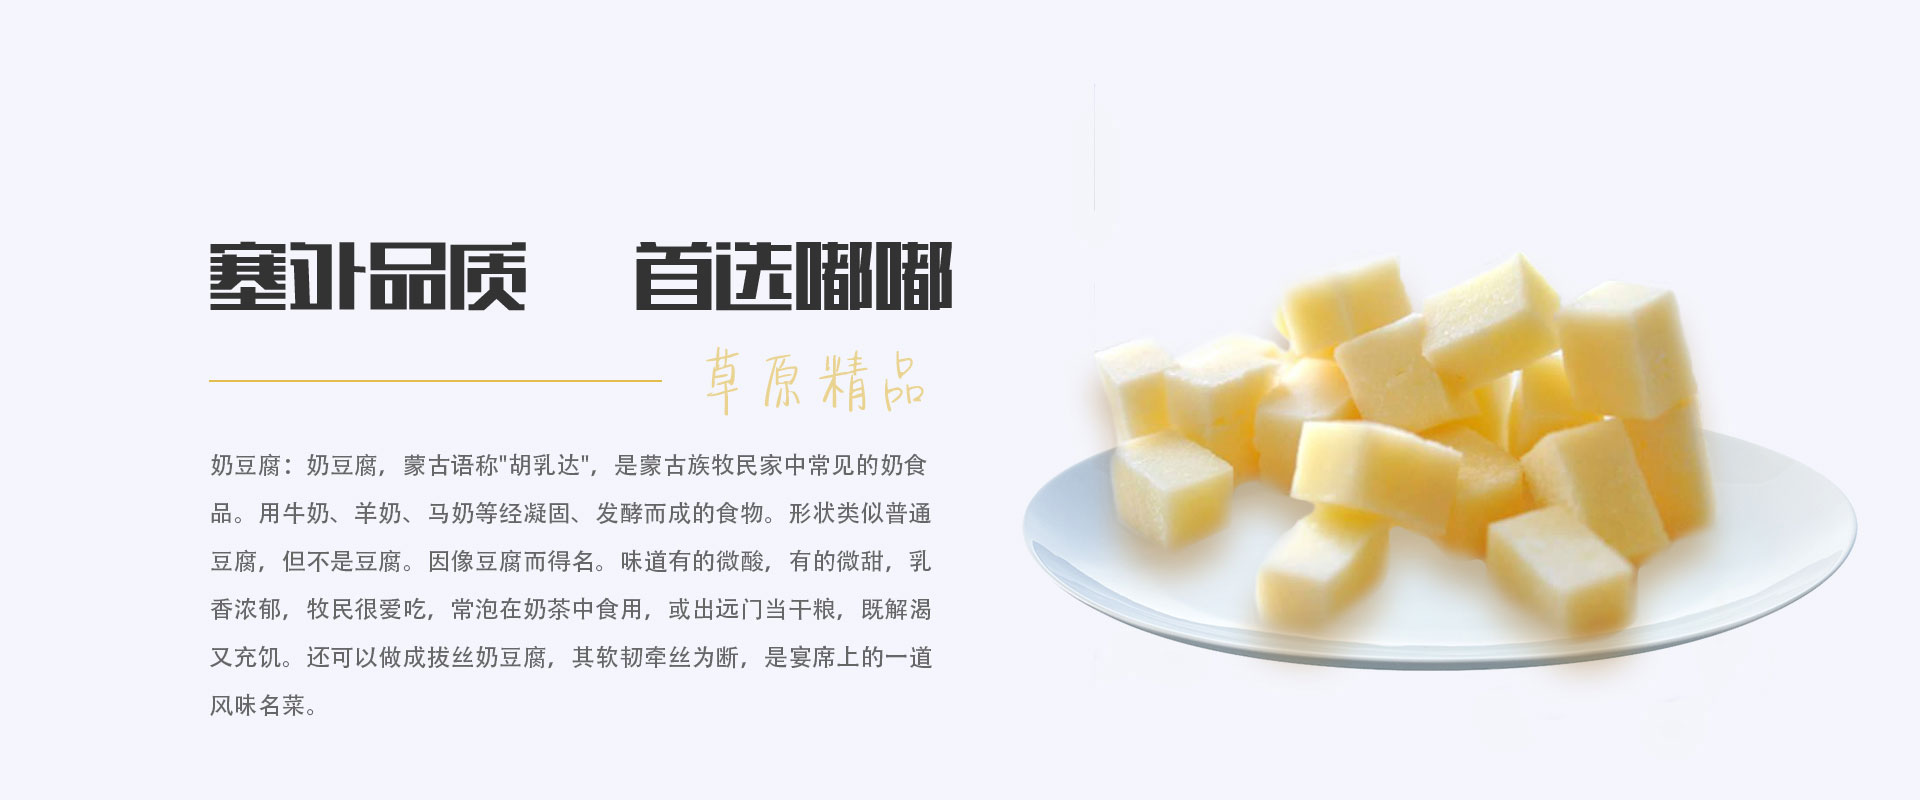 塞外品质 首选嘟嘟
草原精品
奶豆腐：奶豆腐，蒙古语称"胡乳达"，是蒙古族牧民家中常见的奶食
品。用牛奶、羊奶、马奶等经凝固、发酵而成的食物。形状类似普通
豆腐，但不是豆腐。因像豆腐而得名。味道有的微酸，有的微甜，乳
香浓郁，牧民很爱吃，常泡在奶茶中食用，或出远门当干粮，既解渴
又充饥。还可以做成拔丝奶豆腐，其软韧牵丝为断，是宴席上的一道
风味名菜。